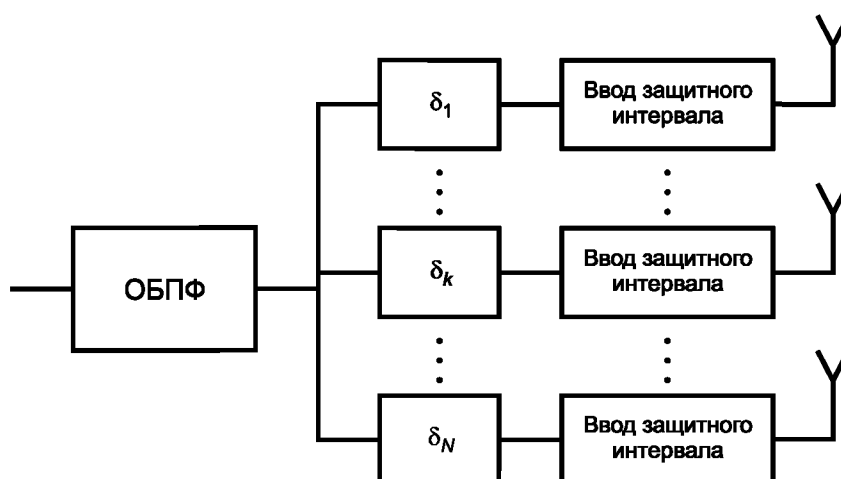 δ1
Ввод защитного
интервала
ОБПФ
δk
Ввод защитного
интервала
δN
Ввод защитного
интервала